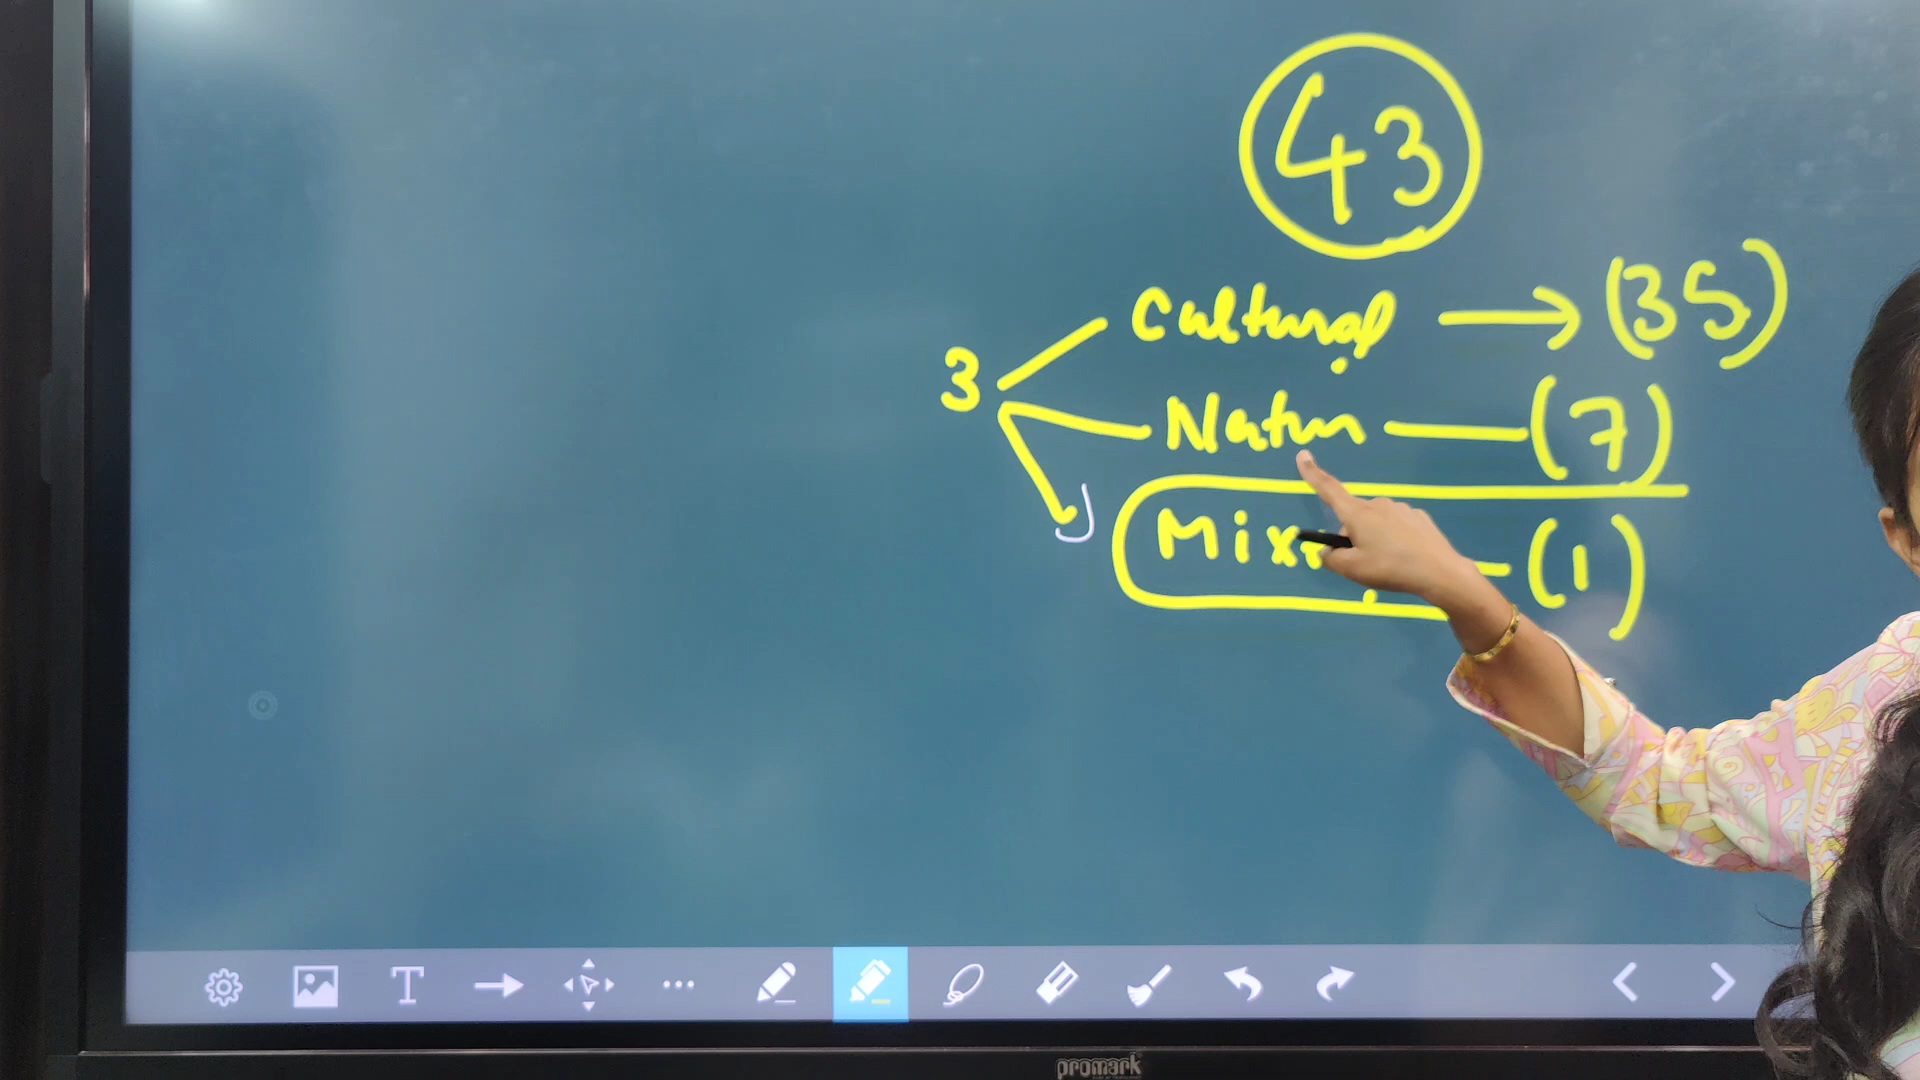 43
Cultural → (35)
3
Natur — (7)
Mix — (1)
T
promark